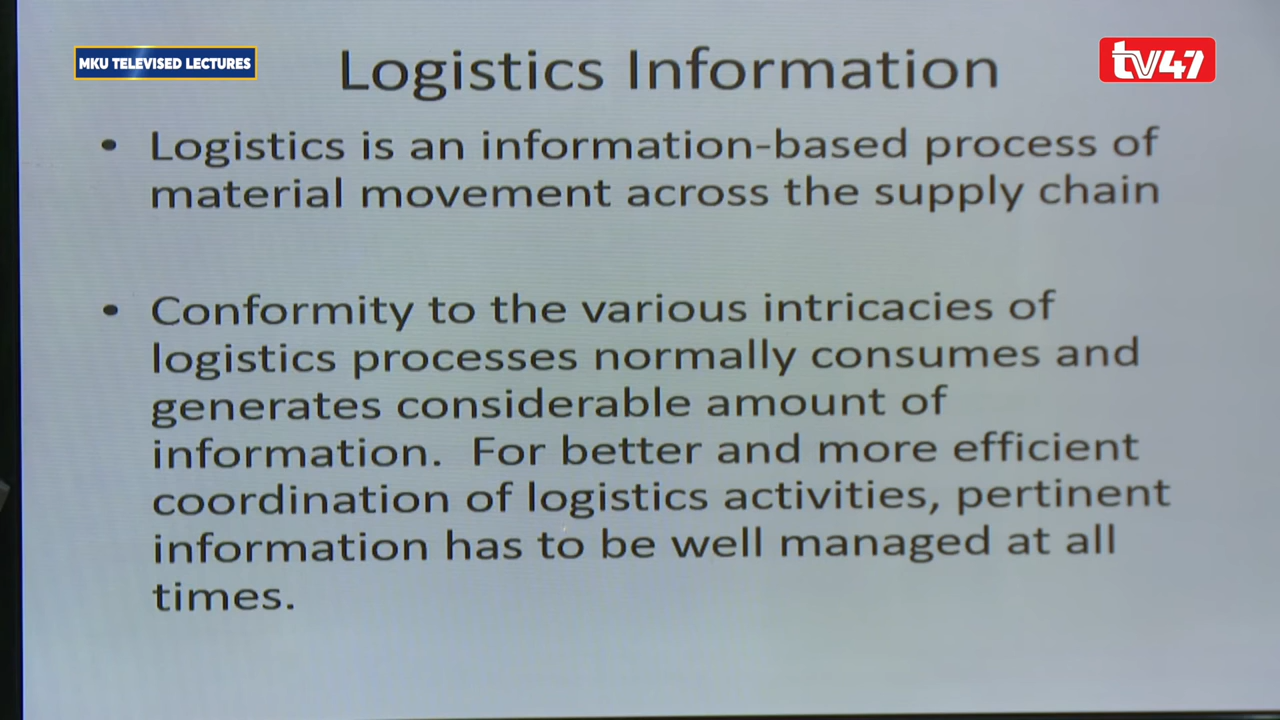 MKU TELEVISED LECTURES
tv47
Logistics Information
• Logistics is an information-based process of
material movement across the supply chain
• Conformity to the various intricacies of
logistics processes normally consumes and
generates considerable amount of
information. For better and more efficient
coordination of logistics activities, pertinent
information has to be well managed at all
times.